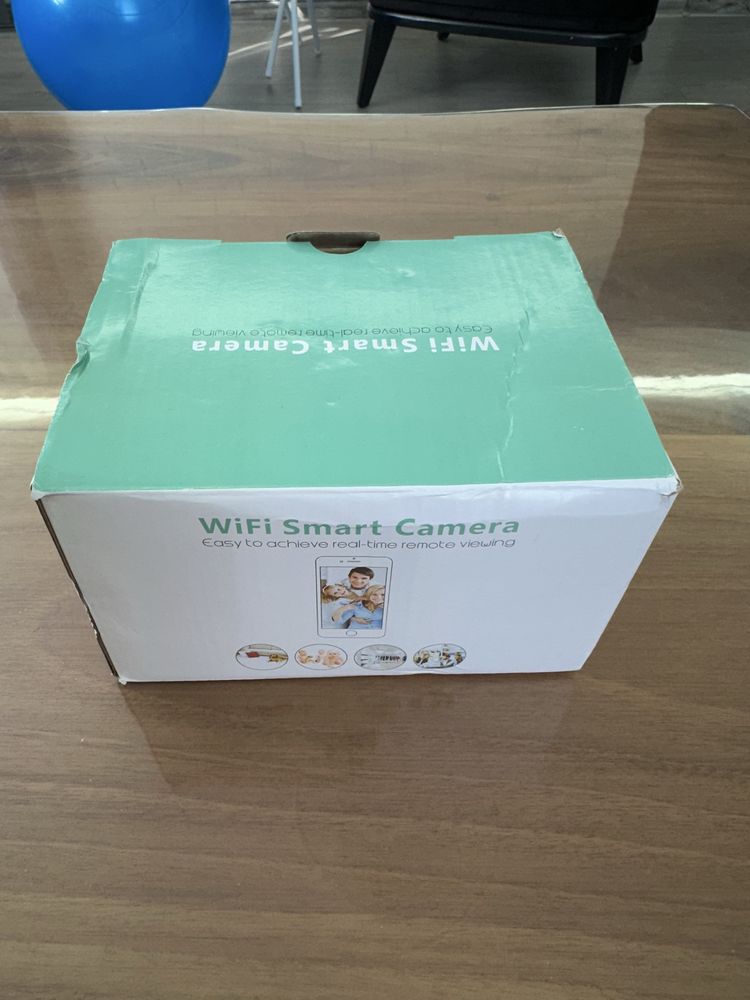 Easy to achieve real-time remote viewing
WiFi Smart Camera
WiFi Smart Camera
Easy to achieve real-time remote viewing